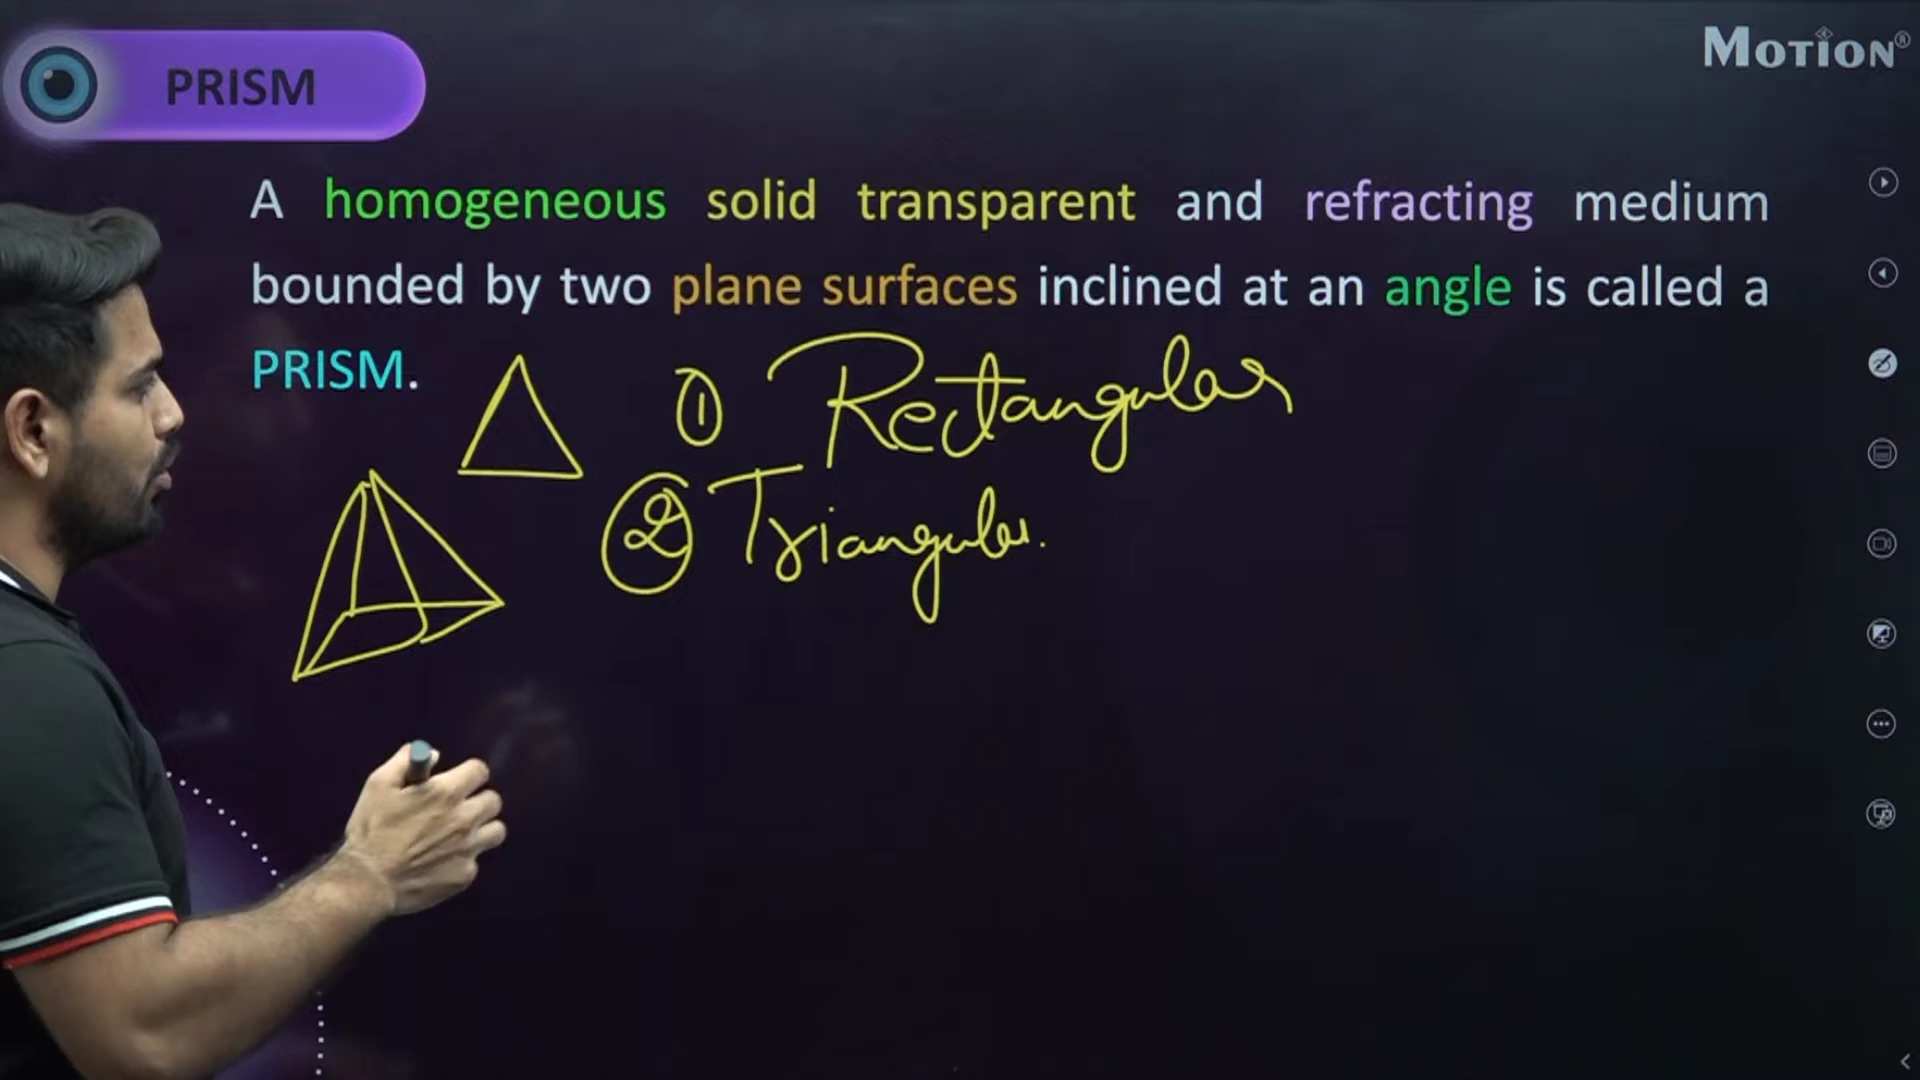 PRISM
MOTION®
A homogeneous solid transparent and refracting medium
bounded by two plane surfaces inclined at an angle is called a
PRISM.
① Rectangular
② Triangular.